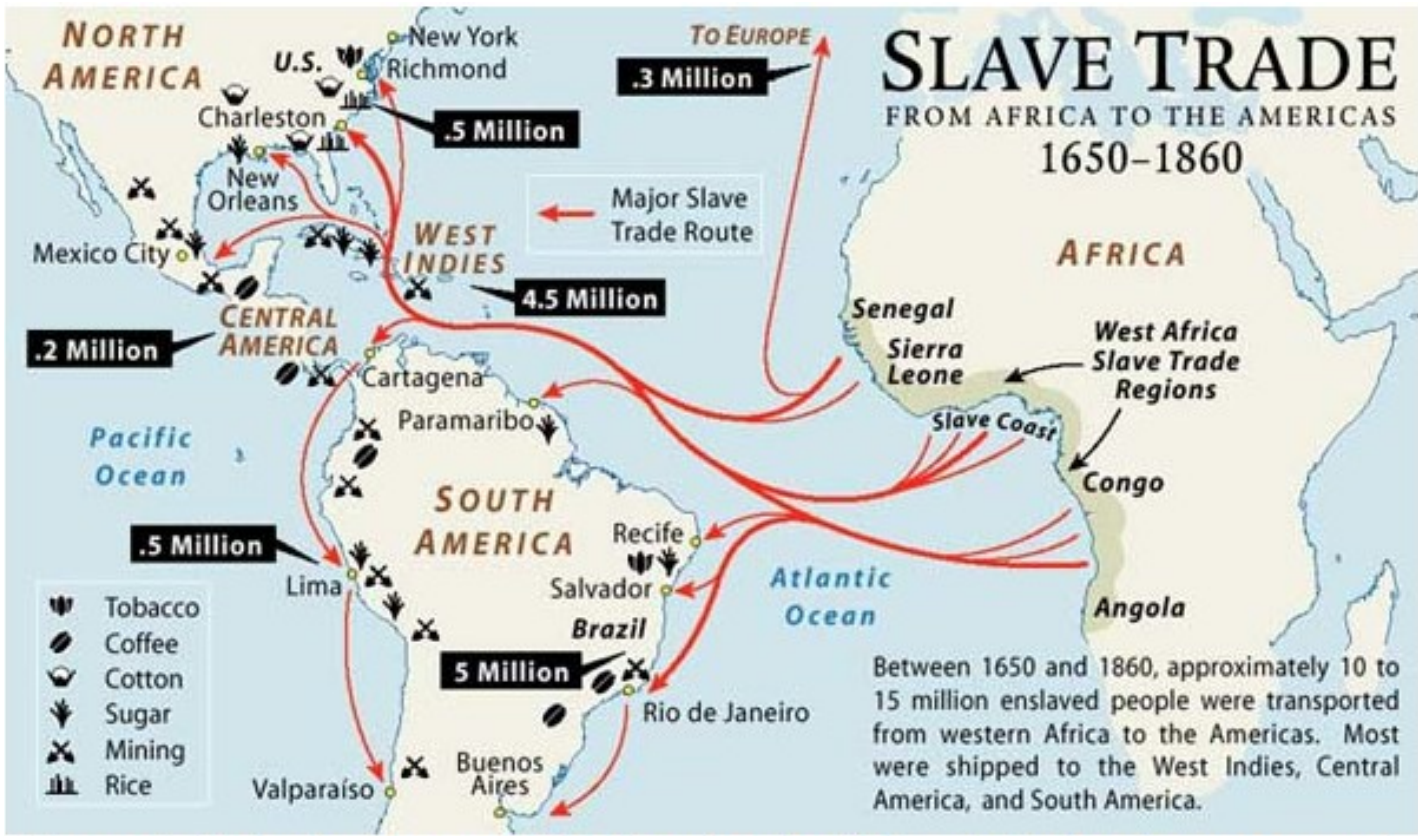 SLAVE TRADE
FROM AFRICA TO THE AMERICAS
1650–1860
NORTH
AMERICA
U.S.
New York
Richmond
Charleston
.5 Million
New
Orleans
Mexico City
TO EUROPE
.3 Million
Major Slave
Trade Route
WEST
INDIES
4.5 Million
CENTRAL
AMERICA
.2 Million
Cartagena
Paramaribo
Pacific
Ocean
SOUTH
AMERICA
.5 Million
Lima
Recife
Salvador
Brazil
5 Million
Rio de Janeiro
Valparaíso
Buenos
Aires
Atlantic
Ocean
AFRICA
Senegal
Sierra
Leone
West Africa
Slave Trade
Regions
Slave Coast
Congo
Angola
Tobacco
Coffee
Cotton
Sugar
Mining
Rice
Between 1650 and 1860, approximately 10 to
15 million enslaved people were transported
from western Africa to the Americas. Most
were shipped to the West Indies, Central
America, and South America.